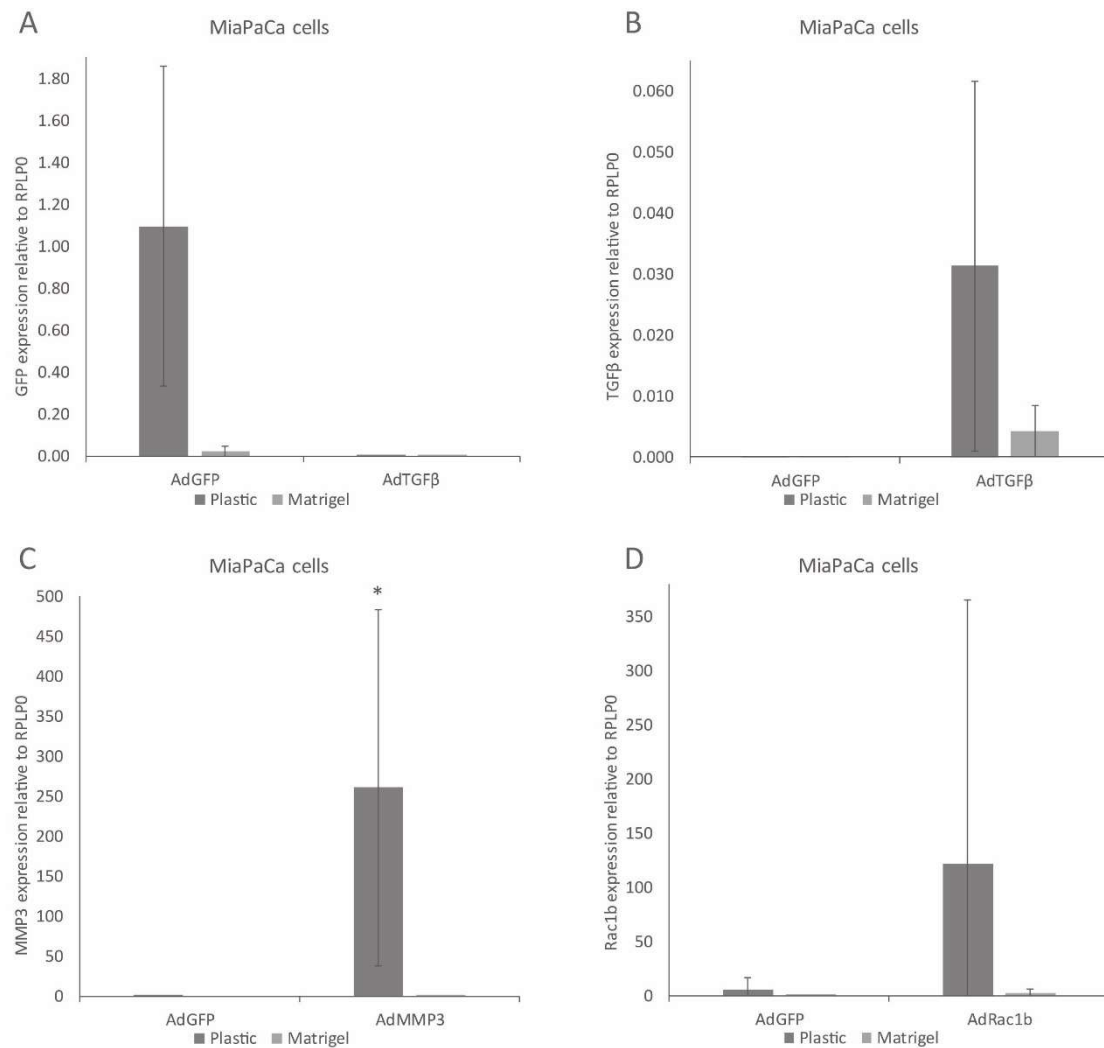 A
MiaPaCa cells
GFP expression relative to RPLP0
1.80
1.60
1.40
1.20
1.00
0.80
0.60
0.40
0.20
0.00
AdGFP AdTGFβ
Plastic Matrigel
B
MiaPaCa cells
TGFβ expression relative to RPLP0
0.060
0.050
0.040
0.030
0.020
0.010
0.000
AdGFP AdTGFβ
Plastic Matrigel
C
MiaPaCa cells
MMP3 expression relative to RPLP0
500
450
400
350
300
250
200
150
100
50
0
*
AdGFP AdMMP3
Plastic Matrigel
D
MiaPaCa cells
Rac1b expression relative to RPLP0
350
300
250
200
150
100
50
0
AdGFP AdRac1b
Plastic Matrigel